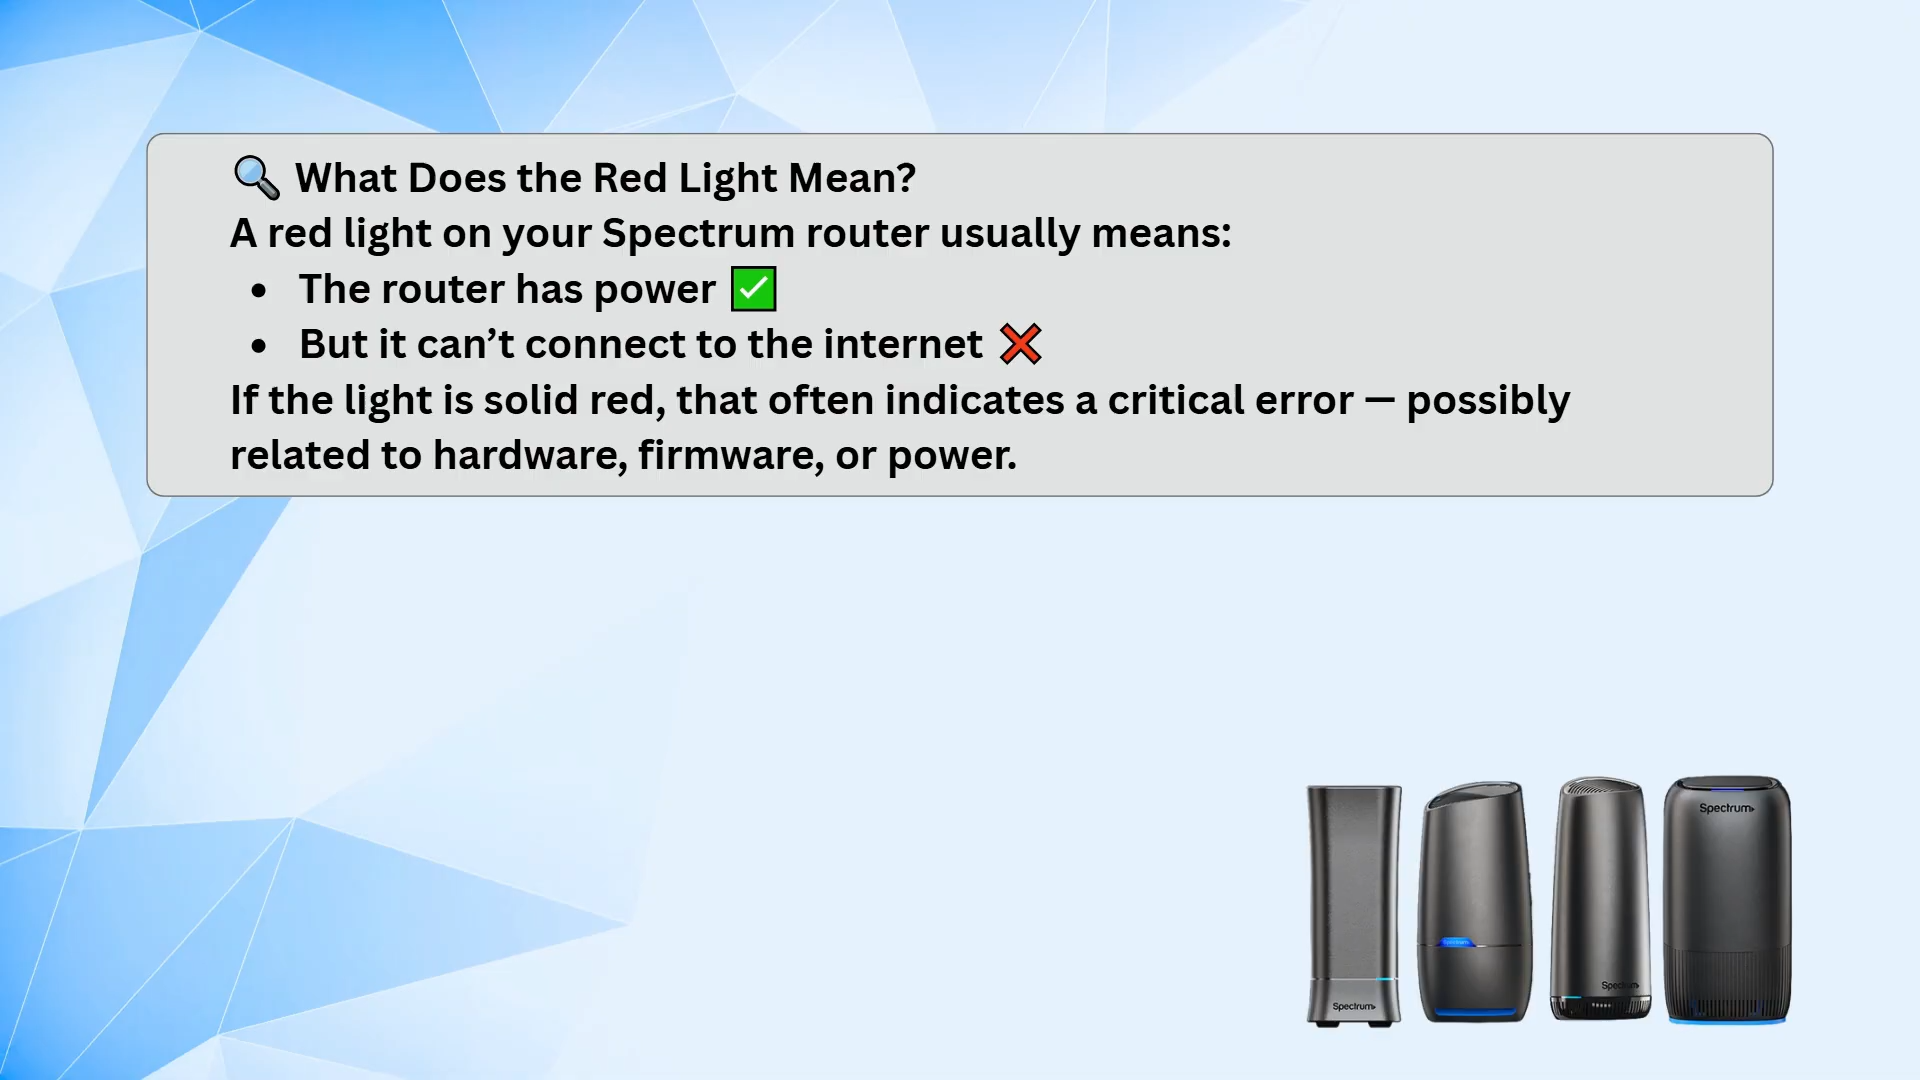 🔍 What Does the Red Light Mean?
A red light on your Spectrum router usually means:
• The router has power ✅
• But it can’t connect to the internet ❌
If the light is solid red, that often indicates a critical error — possibly
related to hardware, firmware, or power.
Spectrum
Spectrum
Spectrum
Spectrum